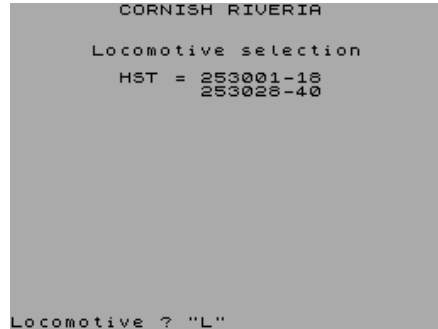 CORNISH RIVERIA
Locomotive selection
HST = 253001-18
253028-40
Locomotive ? "L"